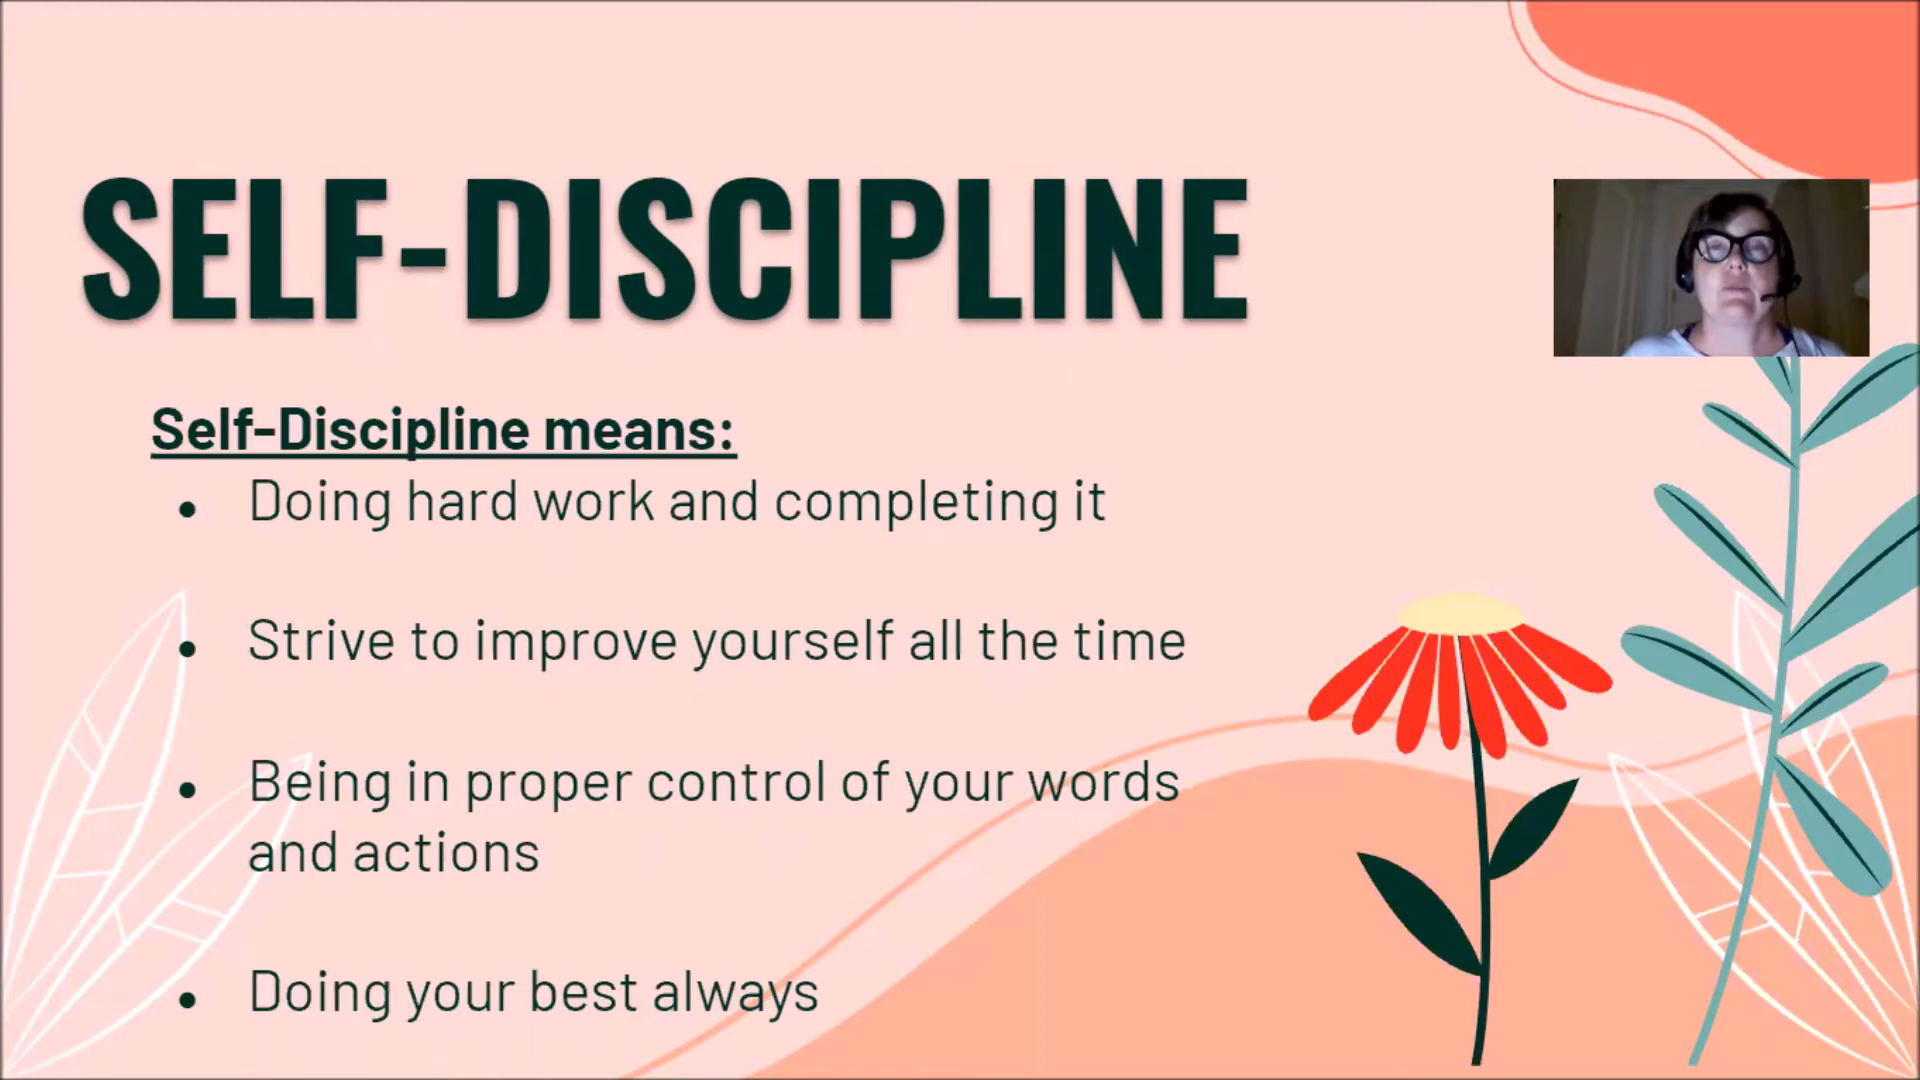 SELF-DISCIPLINE
Self-Discipline means:
• Doing hard work and completing it
• Strive to improve yourself all the time
• Being in proper control of your words
and actions
• Doing your best always